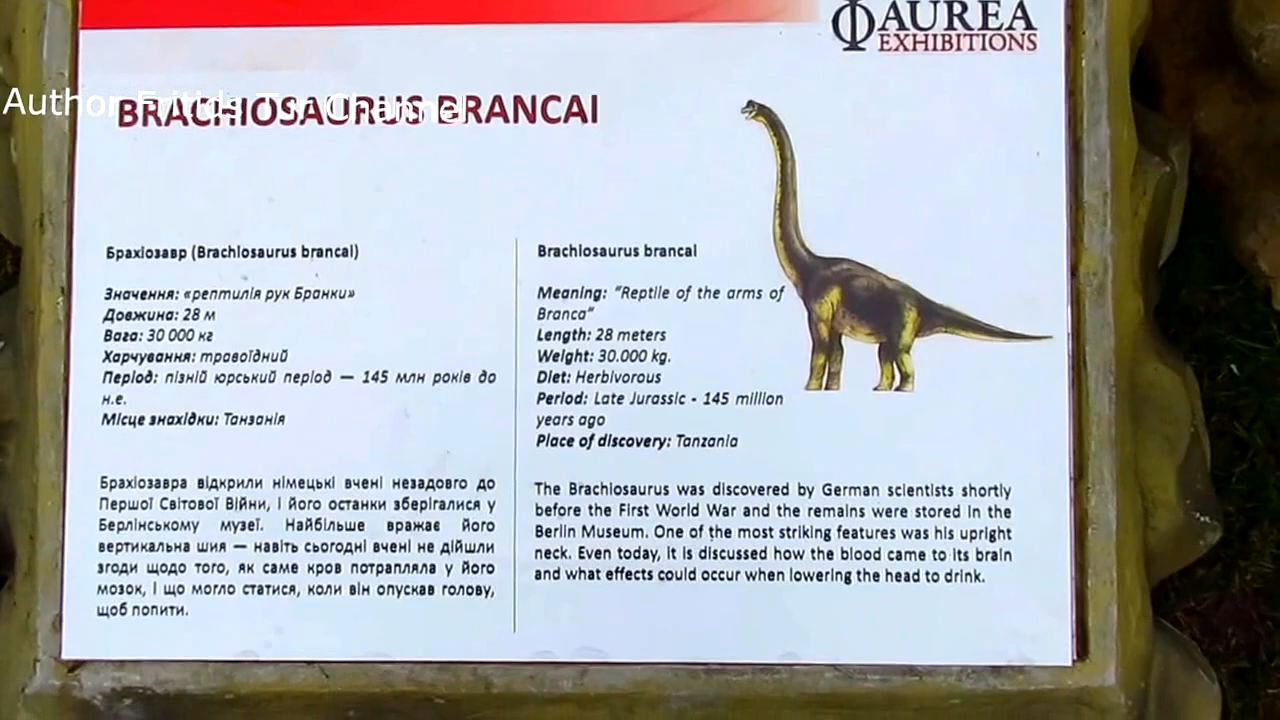 AUREA
EXHIBITIONS
Author Fritids Tur Channel
BRACHIOSAURUS BRANCAI
Брахіозавр (Brachiosaurus brancai)
Значення: «рептилія рук Бранки»
Довжина: 28 м
Вага: 30 000 кг
Харчування: травоїдний
Період: пізній юрський період — 145 млн років до
н.е.
Місце знахідки: Танзанія
Брахіозавра відкрили німецькі вчені незадовго до
Першої Світової Війни, і його останки зберігалися у
Берлінському музеї. Найбільше вражає його
вертикальна шия — навіть сьогодні вчені не дійшли
згоди щодо того, як саме кров потрапляла у його
мозок, і що могло статися, коли він опускав голову,
щоб попити.
Brachiosaurus brancai
Meaning: "Reptile of the arms of
Branca"
Length: 28 meters
Weight: 30.000 kg.
Diet: Herbivorous
Period: Late Jurassic - 145 million
years ago
Place of discovery: Tanzania
The Brachiosaurus was discovered by German scientists shortly
before the First World War and the remains were stored in the
Berlin Museum. One of the most striking features was his upright
neck. Even today, it is discussed how the blood came to its brain
and what effects could occur when lowering the head to drink.